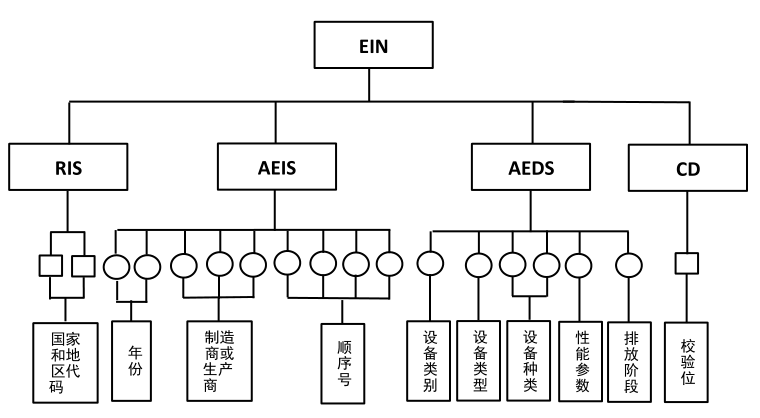 EIN
RIS
AEIS
AEDS
CD
国家
和地
区代
码
年
份
制造
商或
生产
商
顺
序
号
设
备
类
别
设
备
类
型
设
备
种
类
性
能
参
数
排
放
阶
段
校
验
位